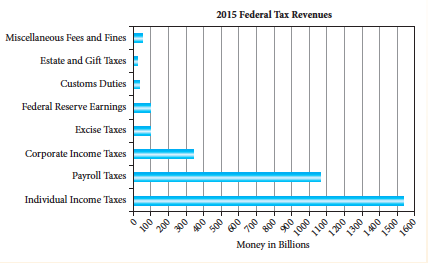 2015 Federal Tax Revenues
Miscellaneous Fees and Fines
Estate and Gift Taxes
Customs Duties
Federal Reserve Earnings
Excise Taxes
Corporate Income Taxes
Payroll Taxes
Individual Income Taxes
0 100 200 300 400 500 600 700 800 900 1000 1100 1200 1300 1400 1500 1600
Money in Billions